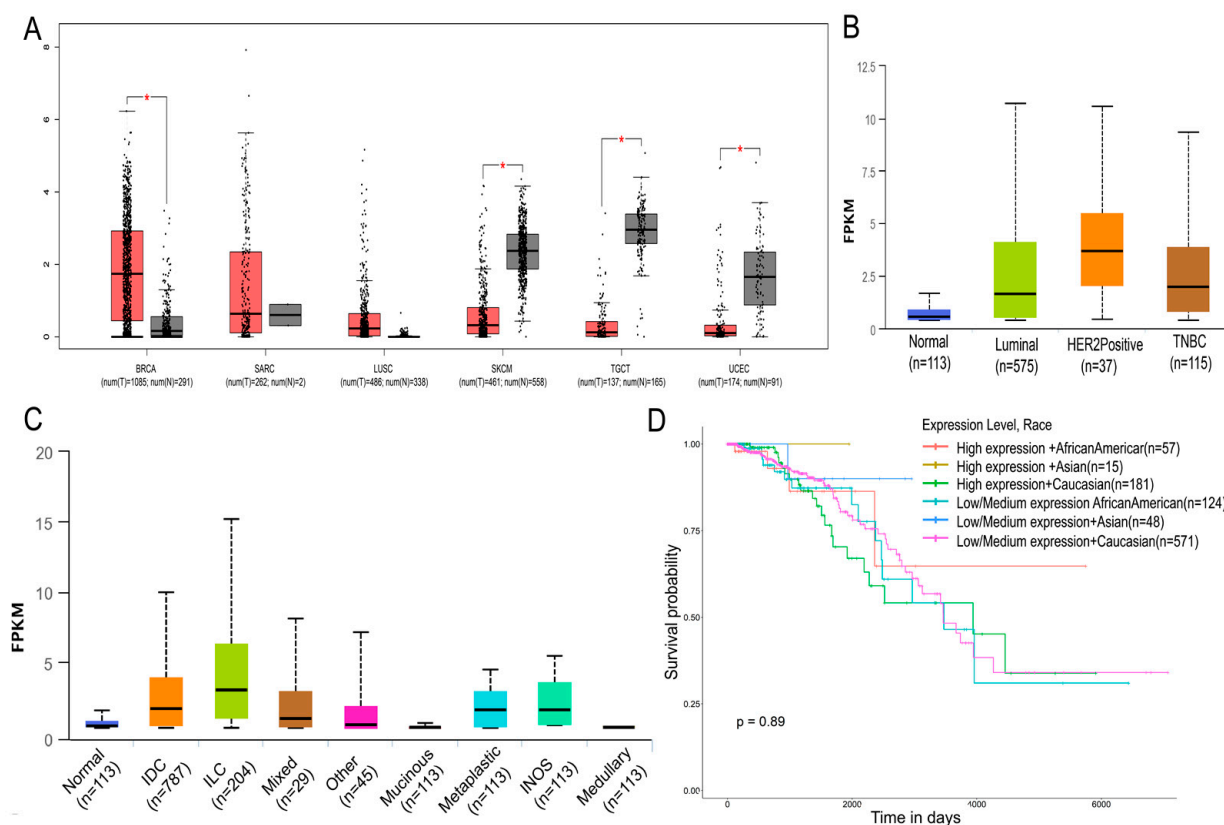 A
8
6
4
2
0
*
*
*
*
BRCA
(num(T)=1085; num(N)=291)
SARC
(num(T)=262; num(N)=2)
LUSC
(num(T)=486; num(N)=338)
SKCM
(num(T)=461; num(N)=558)
TGCT
(num(T)=137; num(N)=165)
UCEC
(num(T)=174; num(N)=91)
B
FPKM
12.5
10
7.5
5
2.5
0
Normal
(n=113)
Luminal
(n=575)
HER2Positive
(n=37)
TNBC
(n=115)
C
FPKM
20
15
10
5
0
Normal
(n=113)
IDC
(n=787)
ILC
(n=204)
Mixed
(n=29)
Other
(n=45)
Mucinous
(n=113)
Metaplastic
(n=113)
INOS
(n=113)
Medullary
(n=113)
D
Expression Level, Race
High expression +AfricanAmericar(n=57)
High expression +Asian(n=15)
High expression+Caucasian(n=181)
Low/Medium expression AfricanAmerican(n=124)
Low/Medium expression+Asian(n=48)
Low/Medium expression+Caucasian(n=571)
Survival probability
1.00
0.75
0.50
0.25
0.00
p = 0.89
0
2000
4000
6000
Time in days